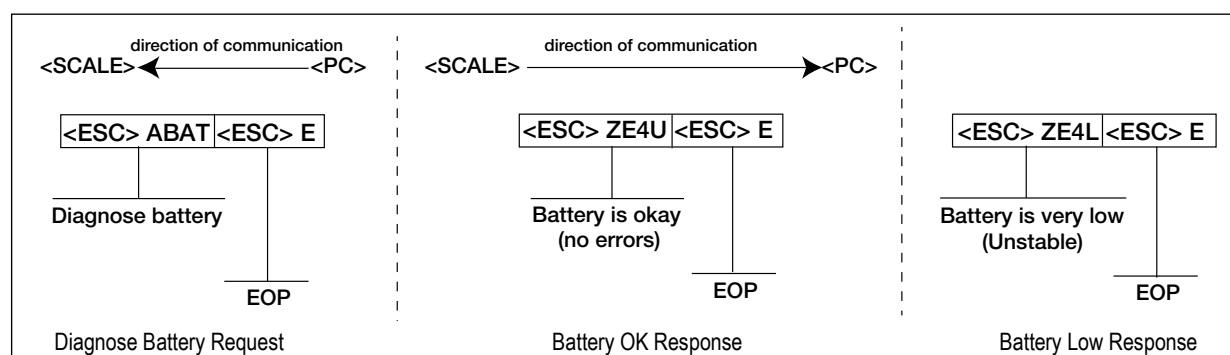 direction of communication
<SCALE> <PC>
<ESC> ABAT <ESC> E
Diagnose battery
EOP
Diagnose Battery Request
direction of communication
<SCALE> <PC>
<ESC> ZE4U <ESC> E
Battery is okay
(no errors)
EOP
Battery OK Response
<ESC> ZE4L <ESC> E
Battery is very low
(Unstable)
EOP
Battery Low Response